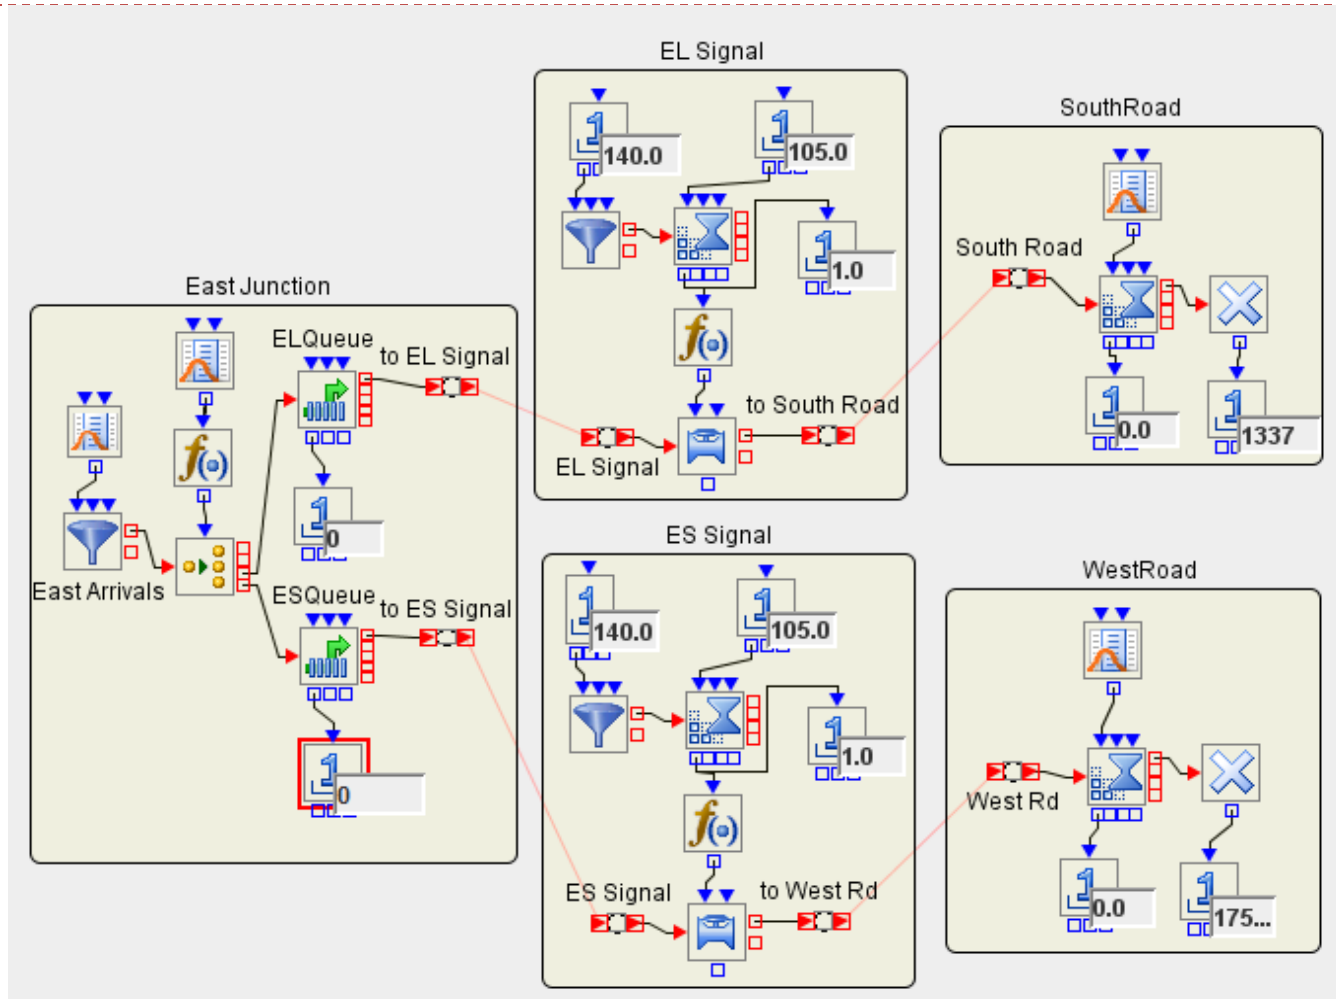 EL Signal
140.0
105.0
1.0
EL Signal
to South Road
SouthRoad
South Road
0.0
1337
East Junction
ELQueue
to EL Signal
0
East Arrivals
ESQueue
to ES Signal
0
ES Signal
140.0
105.0
1.0
ES Signal
to West Rd
WestRoad
West Rd
0.0
175...